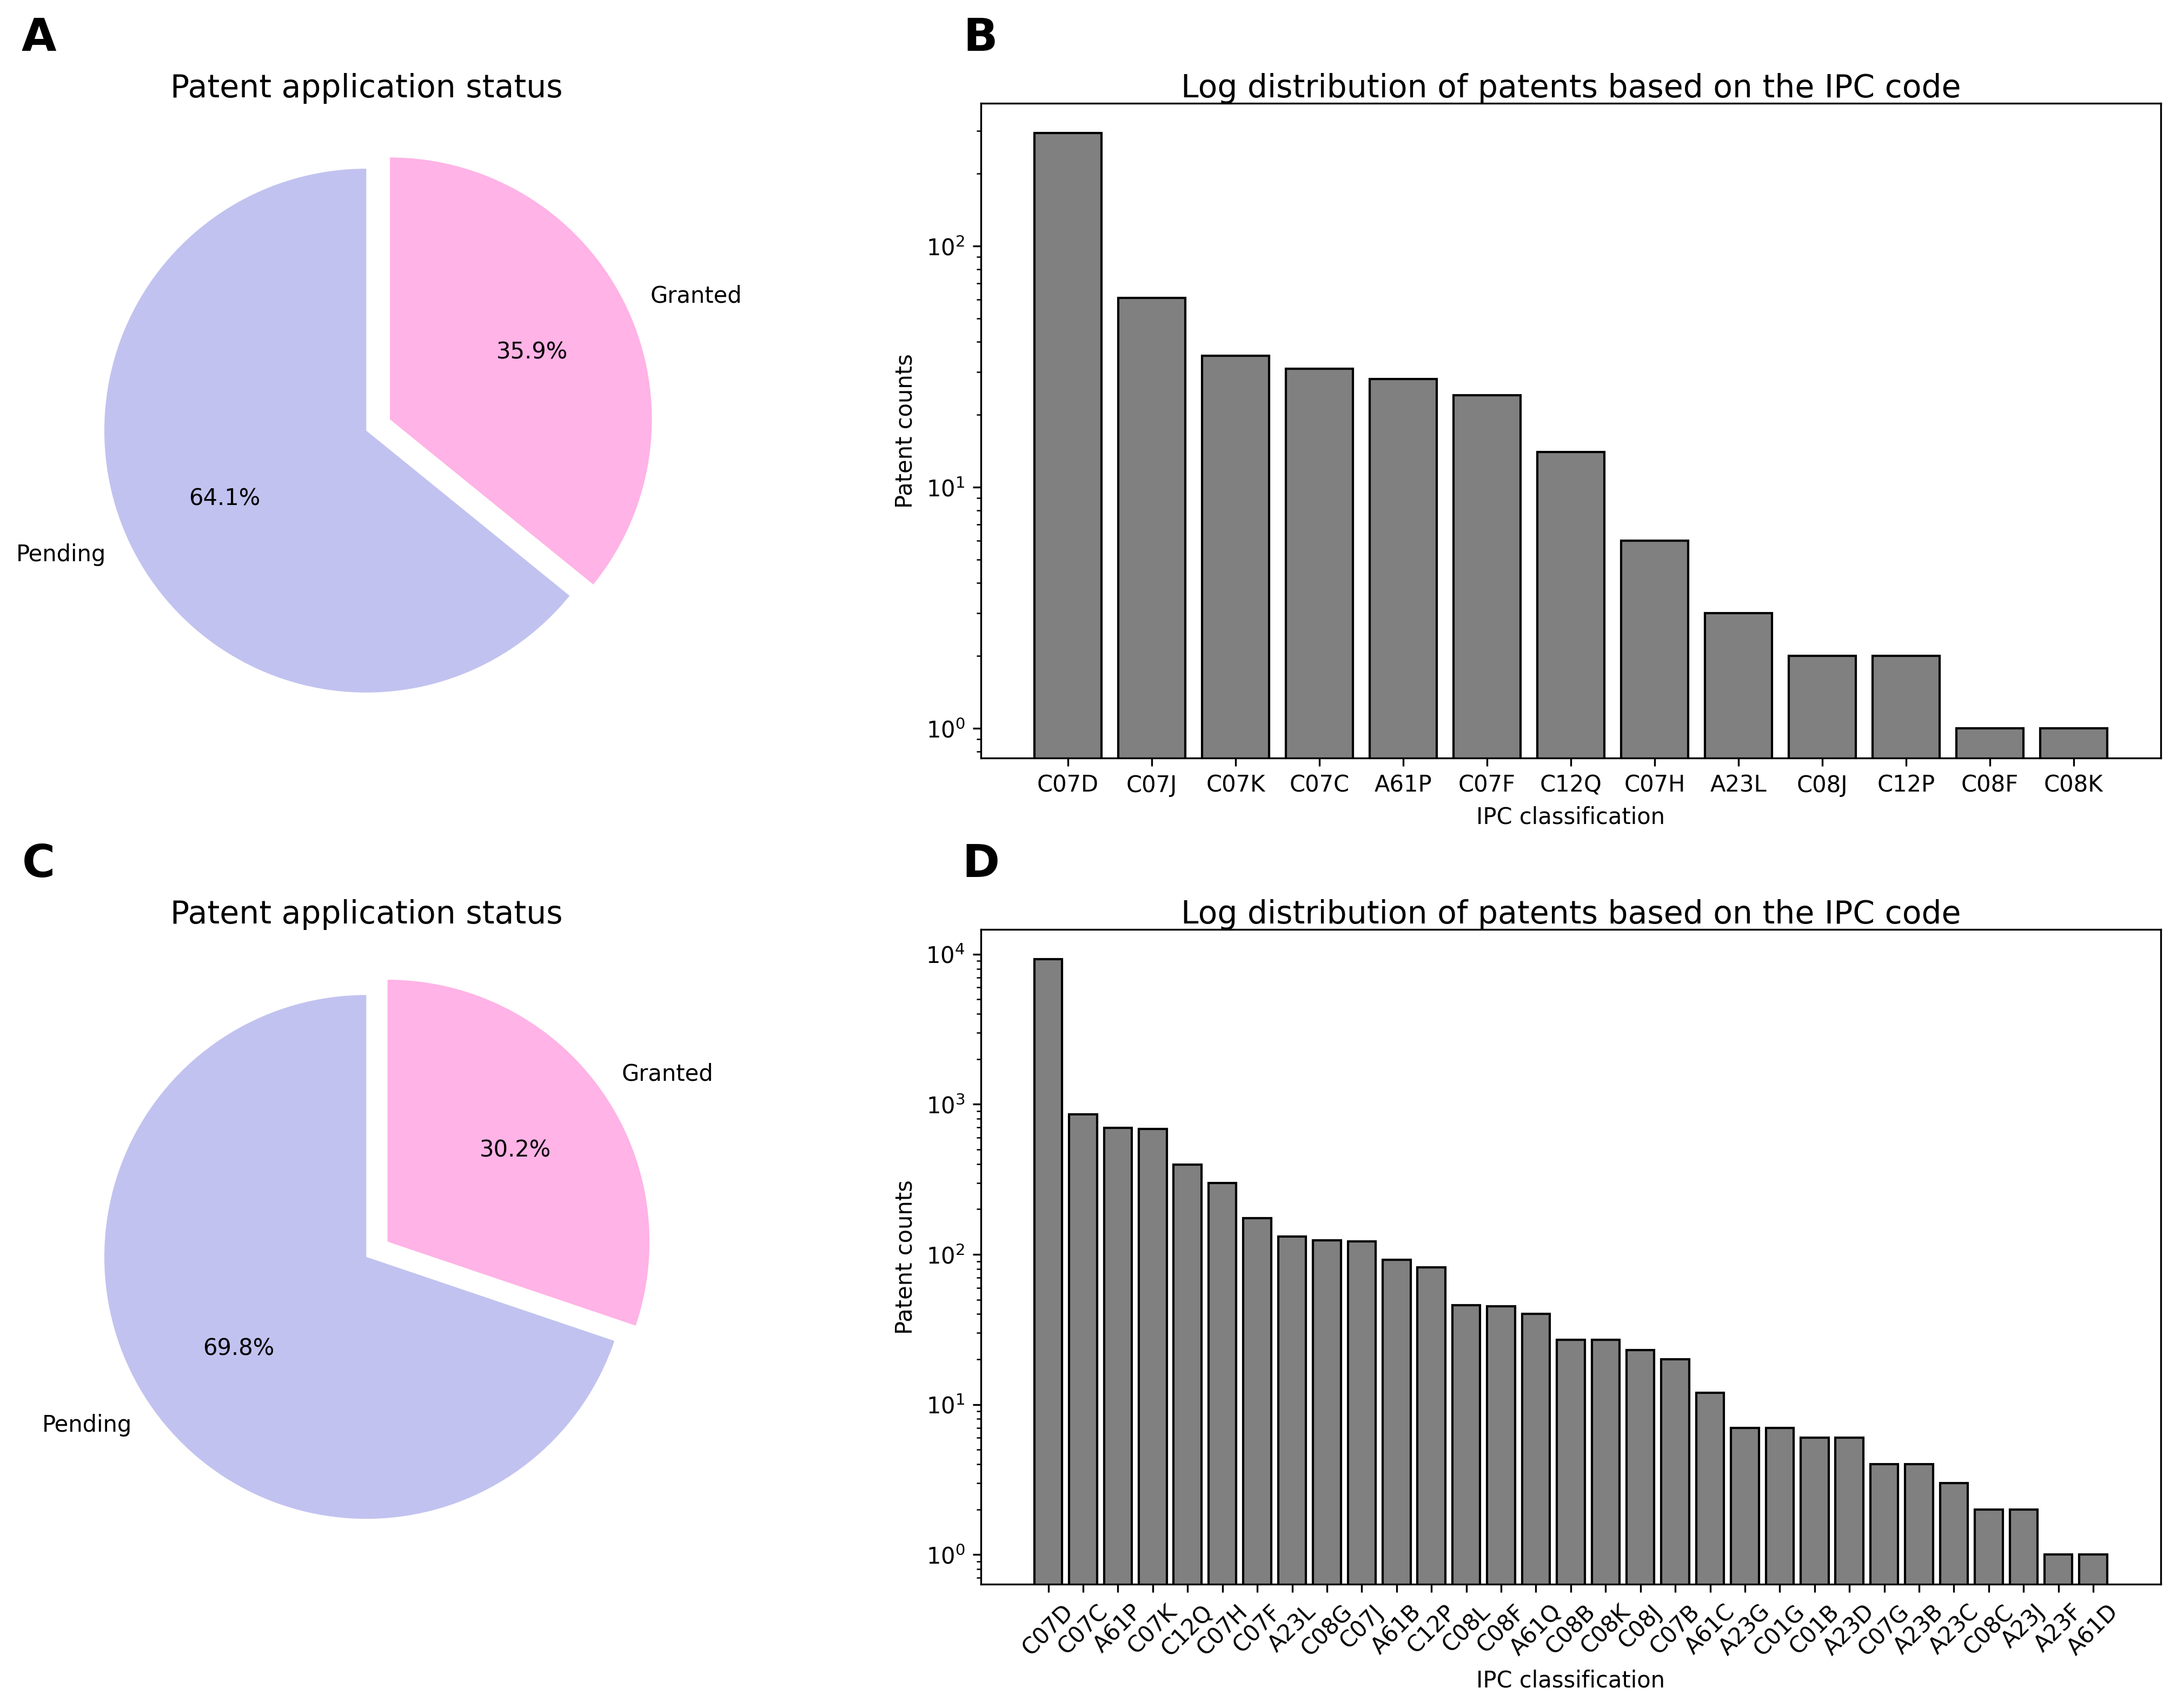 A
Patent application status
Granted
35.9%
64.1%
Pending
B
Log distribution of patents based on the IPC code
Patent counts
10²
10¹
10⁰
C07D C07J C07K C07C A61P C07F C12Q C07H A23L C08J C12P C08F C08K
IPC classification
C
Patent application status
Granted
30.2%
69.8%
Pending
D
Log distribution of patents based on the IPC code
Patent counts
10⁴
10³
10²
10¹
10⁰
C07D C07C A61P C07K C12Q C07H C07F A23L C08G C07J A61B C12P C08L C08F A61Q C08B C08K C08J C07B A61C A23G C01G C01B A23D C07G A23B A23C C08C A23J A23F A61D
IPC classification